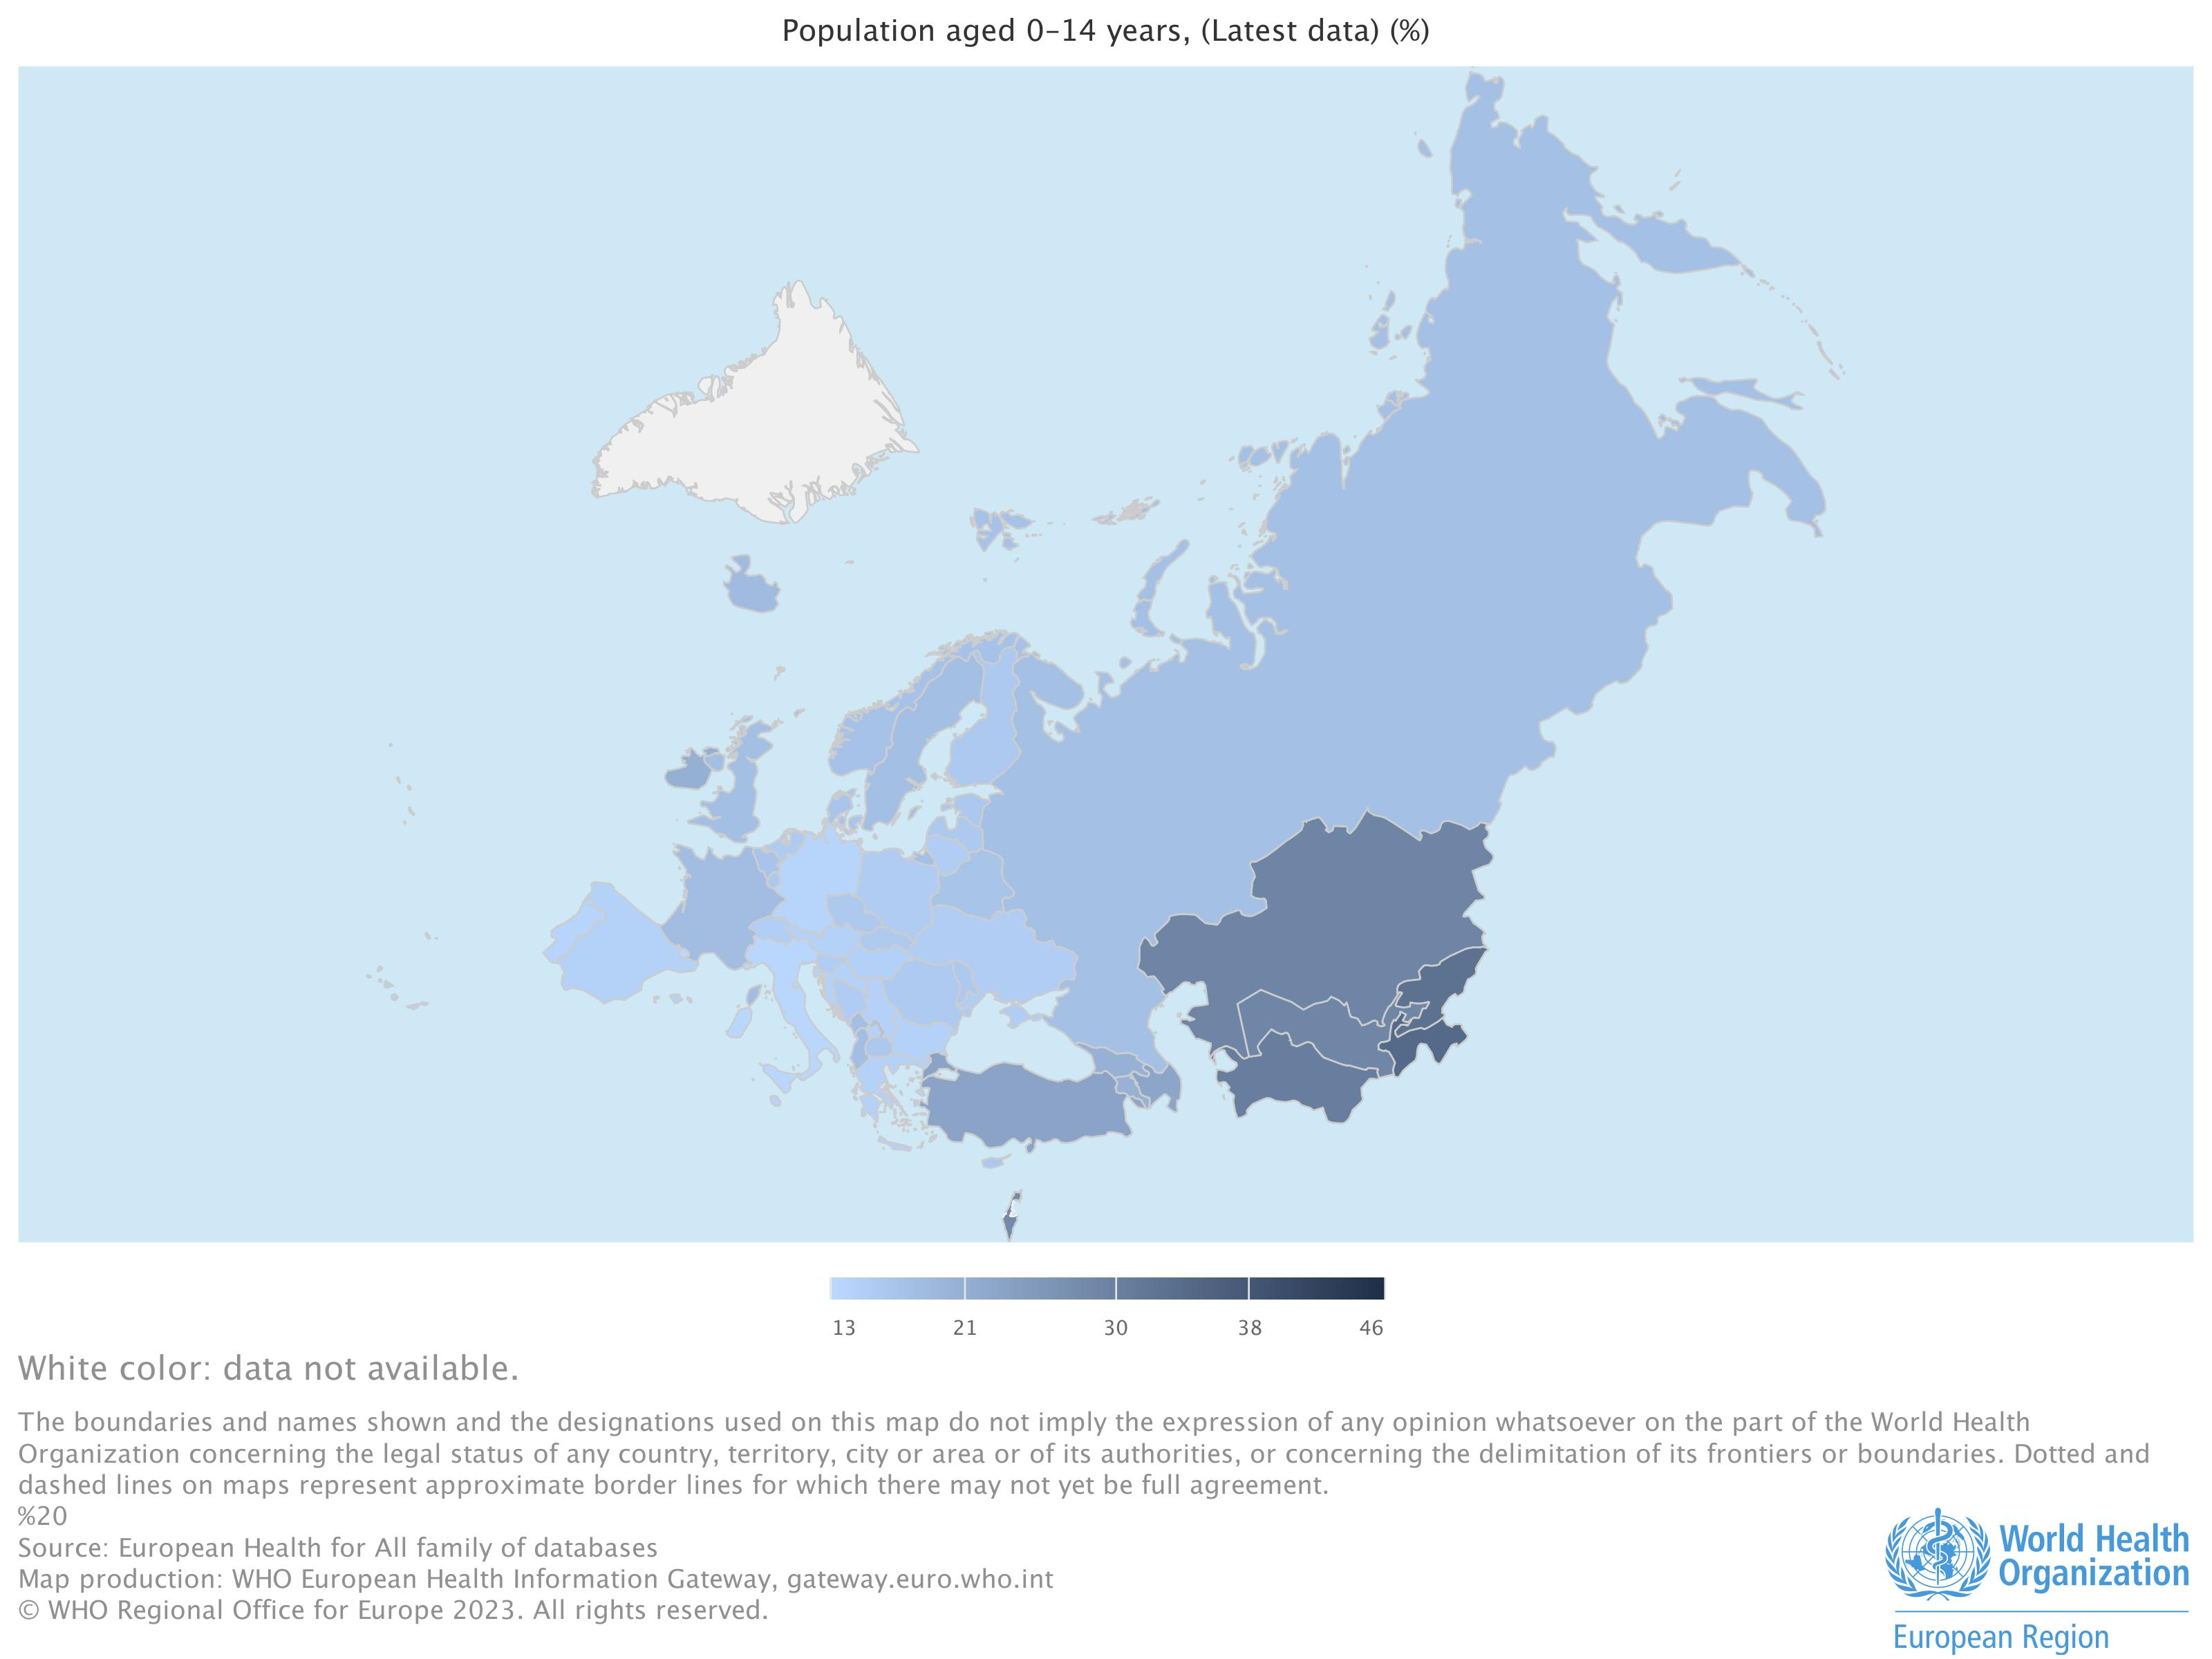 Population aged 0–14 years, (Latest data) (%)
13 21 30 38 46
White color: data not available.
The boundaries and names shown and the designations used on this map do not imply the expression of any opinion whatsoever on the part of the World Health
Organization concerning the legal status of any country, territory, city or area or of its authorities, or concerning the delimitation of its frontiers or boundaries. Dotted and
dashed lines on maps represent approximate border lines for which there may not yet be full agreement.
%20
Source: European Health for All family of databases
Map production: WHO European Health Information Gateway, gateway.euro.who.int
© WHO Regional Office for Europe 2023. All rights reserved.
World Health
Organization
European Region